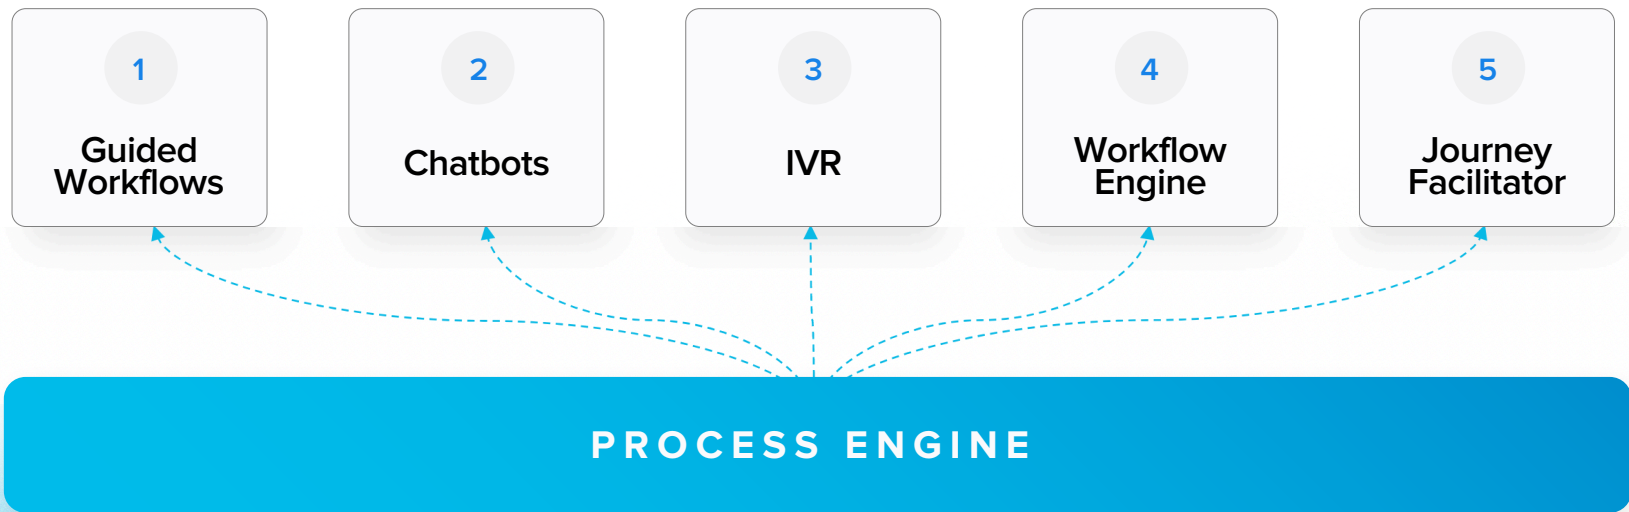 1
Guided
Workflows
2
Chatbots
3
IVR
4
Workflow
Engine
5
Journey
Facilitator
PROCESS ENGINE